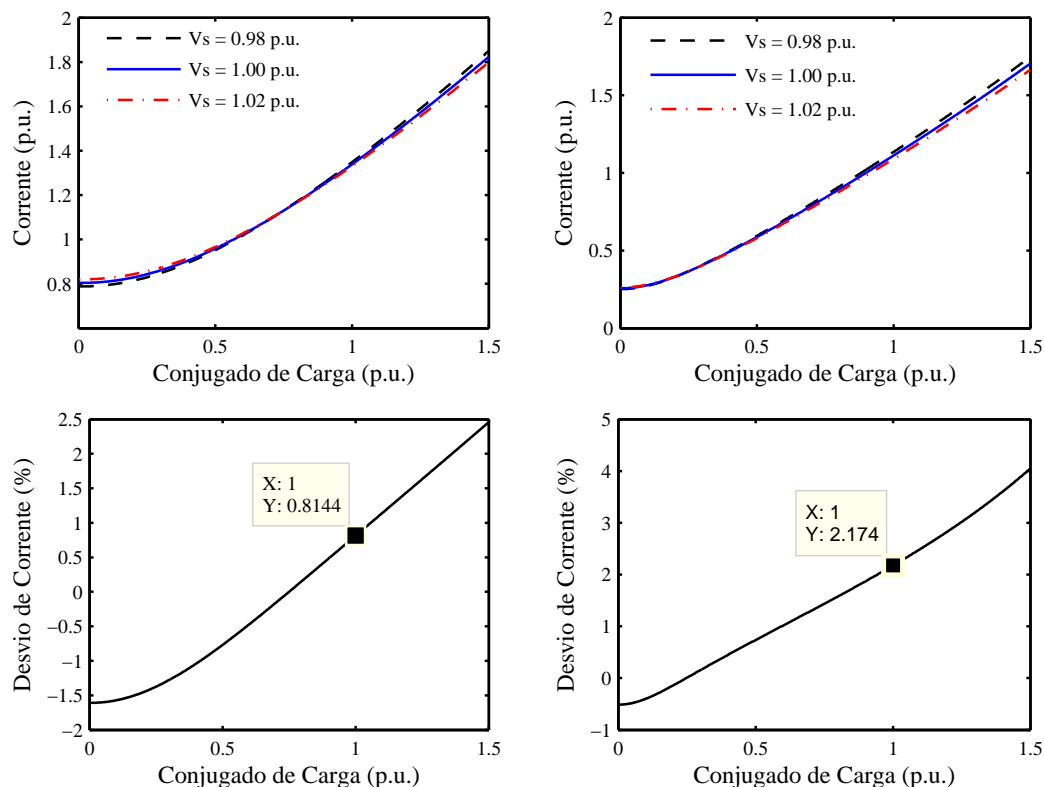 2
1.8
1.6
1.4
1.2
1
0.8
Corrente (p.u.)
Vs = 0.98 p.u.
Vs = 1.00 p.u.
Vs = 1.02 p.u.
0
0.5
1
1.5
Conjugado de Carga (p.u.)
2
1.5
1
0.5
0
Corrente (p.u.)
Vs = 0.98 p.u.
Vs = 1.00 p.u.
Vs = 1.02 p.u.
0
0.5
1
1.5
Conjugado de Carga (p.u.)
2.5
2
1.5
1
0.5
0
−0.5
−1
−1.5
−2
Desvio de Corrente (%)
X: 1
Y: 0.8144
0
0.5
1
1.5
Conjugado de Carga (p.u.)
5
4
3
2
1
0
−1
Desvio de Corrente (%)
X: 1
Y: 2.174
0
0.5
1
1.5
Conjugado de Carga (p.u.)